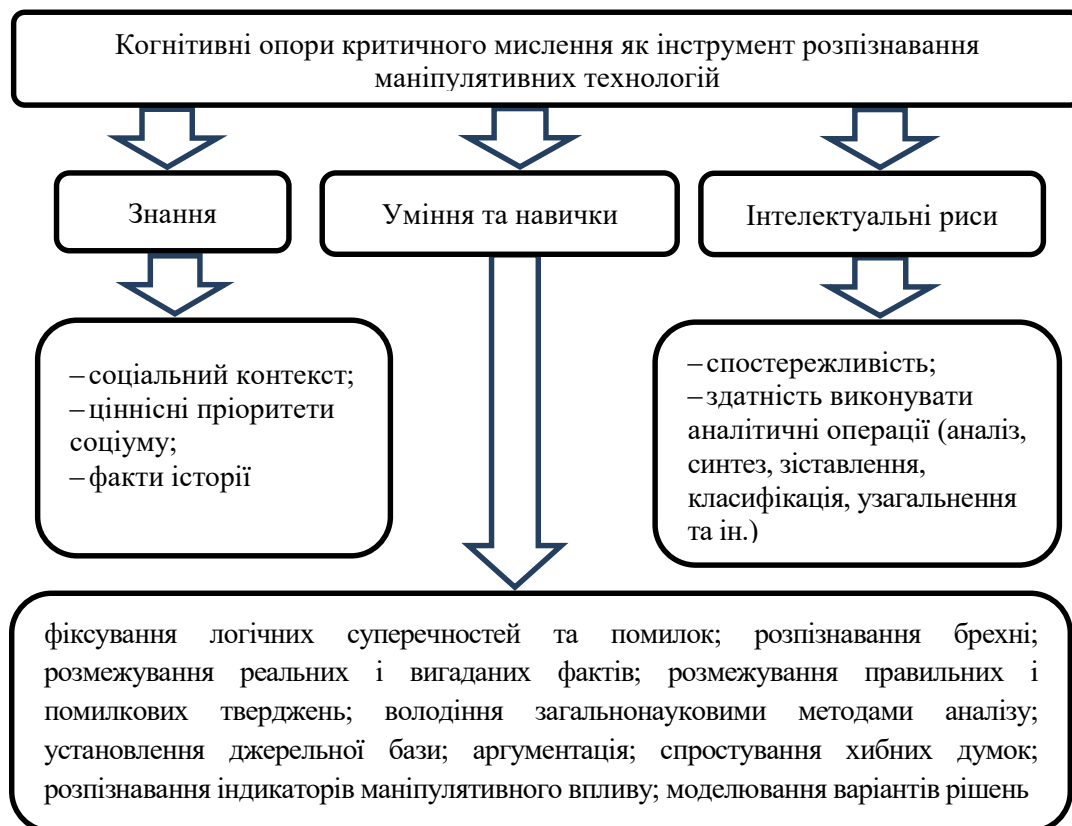 Когнітивні опори критичного мислення як інструмент розпізнавання
маніпулятивних технологій
Знання
Уміння та навички
Інтелектуальні риси
– соціальний контекст;
– ціннісні пріоритети
соціуму;
– факти історії
– спостережливість;
– здатність виконувати
аналітичні операції (аналіз,
синтез, зіставлення,
класифікація, узагальнення
та ін.)
фіксування логічних суперечностей та помилок; розпізнавання брехні;
розмежування реальних і вигаданих фактів; розмежування правильних і
помилкових тверджень; володіння загальнонауковими методами аналізу;
установлення джерельної бази; аргументація; спростування хибних думок;
розпізнавання індикаторів маніпулятивного впливу; моделювання варіантів рішень